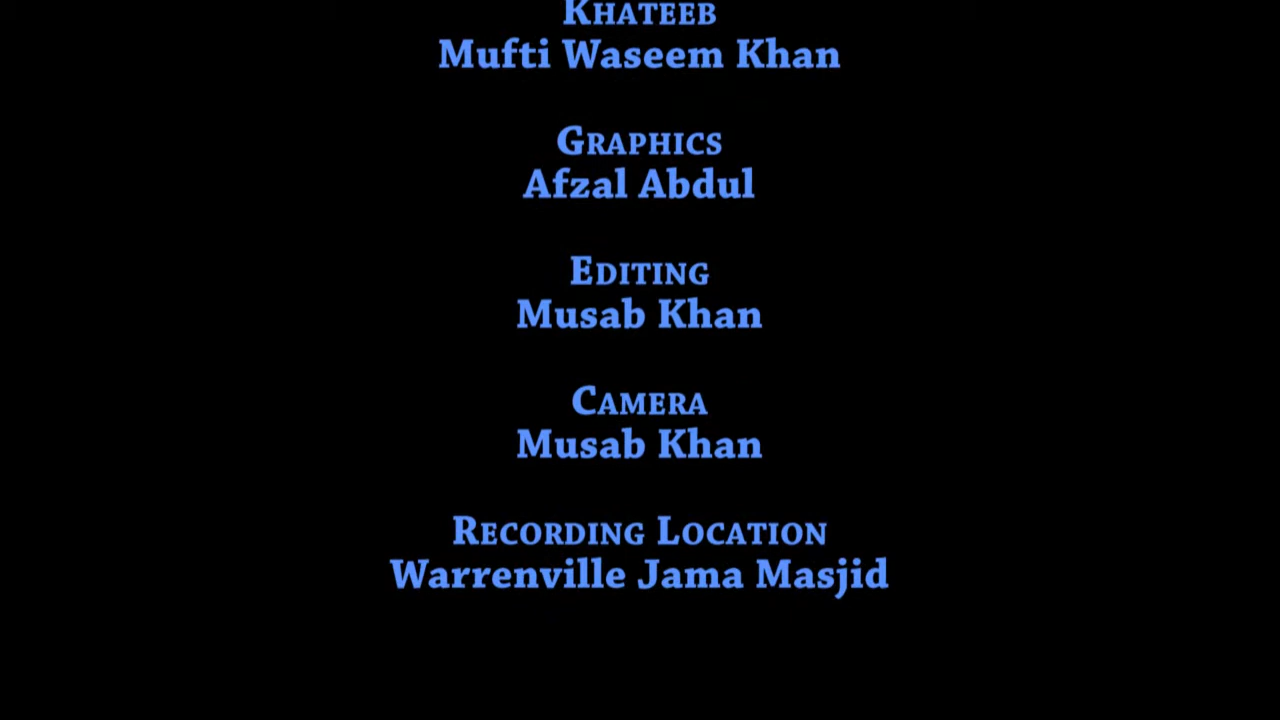 Khateeb
Mufti Waseem Khan
Graphics
Afzal Abdul
Editing
Musab Khan
Camera
Musab Khan
Recording Location
Warrenville Jama Masjid